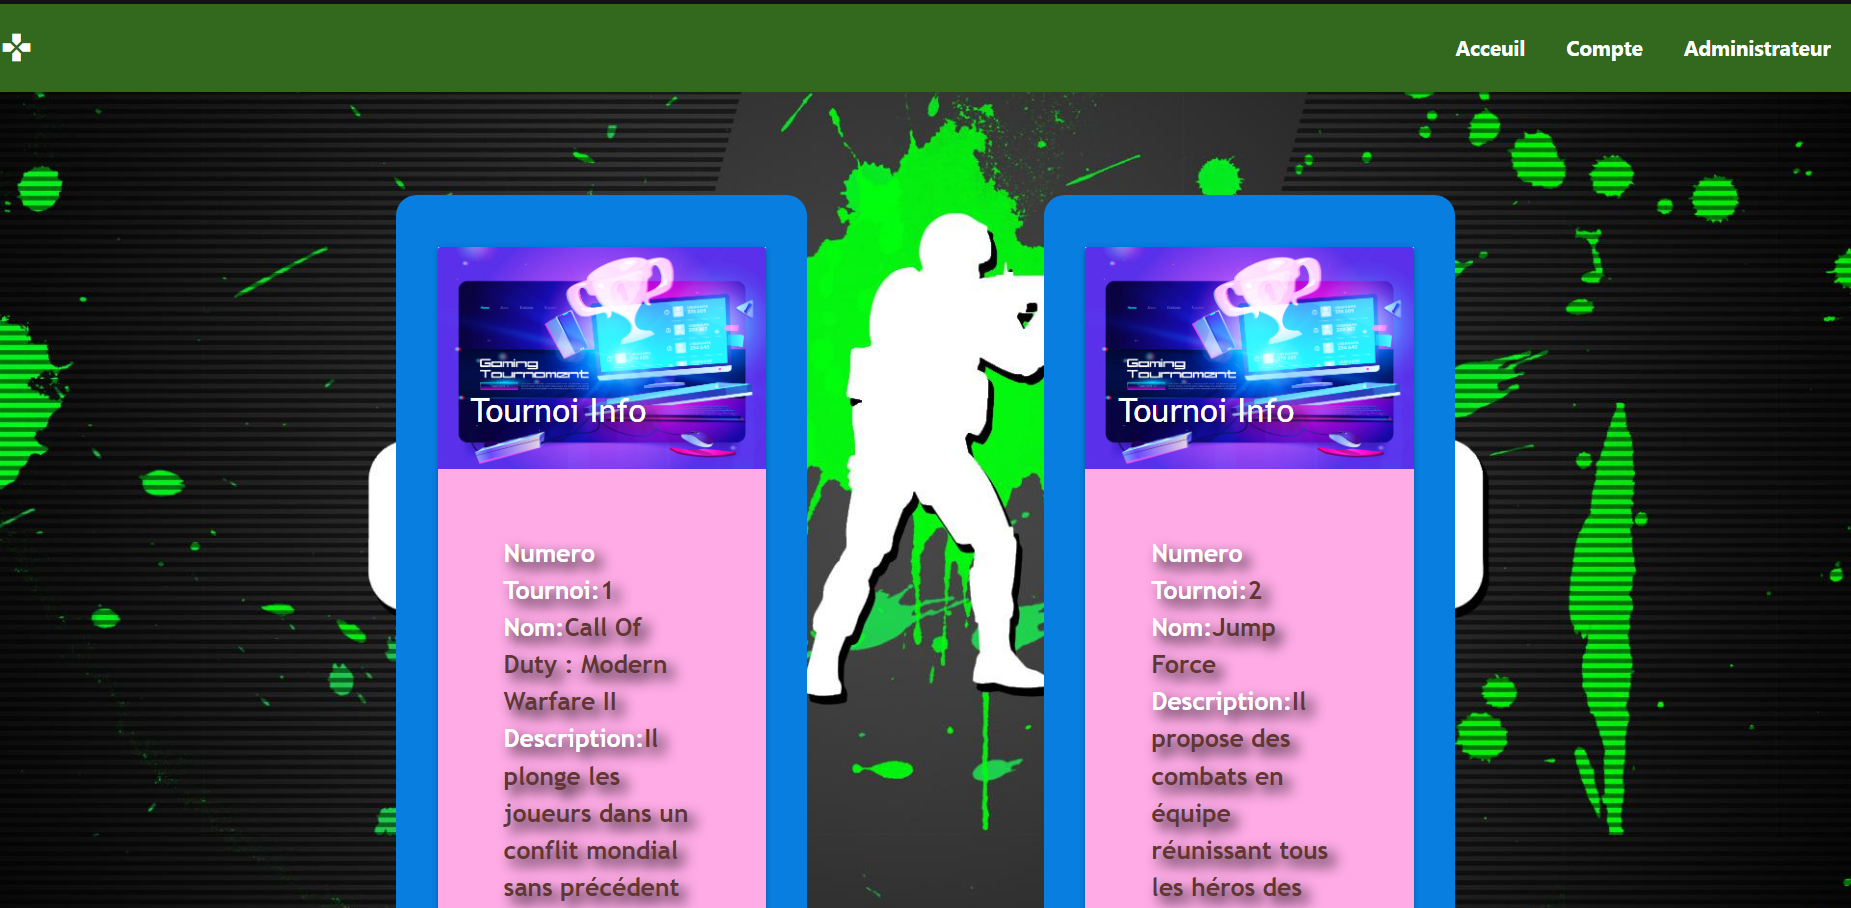 Acceuil Compte Administrateur
Gaming
Tournament
Tournoi Info
Numero
Tournoi:1
Nom:Call Of
Duty : Modern
Warfare II
Description:Il
plonge les
joueurs dans un
conflit mondial
sans précédent
Gaming
Tournament
Tournoi Info
Numero
Tournoi:2
Nom:Jump
Force
Description:Il
propose des
combats en
équipe
réunissant tous
les héros des